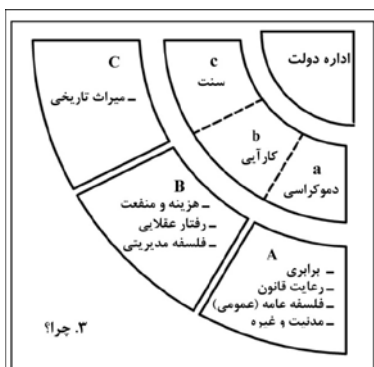 اداره دولت
c
سنت
b
کارآیی
a
دموکراسی
C
ـ میراث تاریخی
B
ـ هزینه و منفعت
ـ رفتار عقلایی
ـ فلسفه مدیریتی
A
ـ برابری
ـ رعایت قانون
ـ فلسفه عامه (عمومی)
ـ مدنیت و غیره
۳. چرا؟